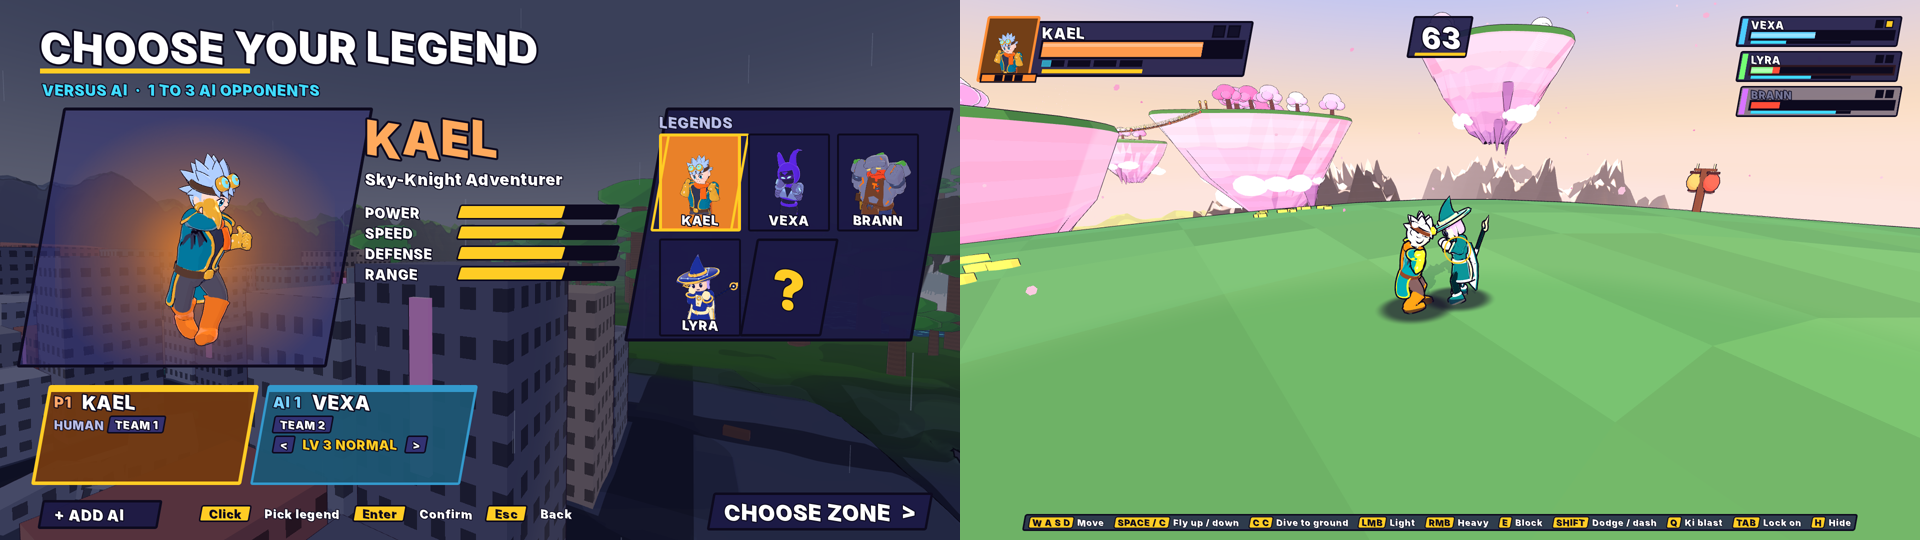 CHOOSE YOUR LEGEND
VERSUS AI · 1 TO 3 AI OPPONENTS
KAEL
Sky-Knight Adventurer
POWER
SPEED
DEFENSE
RANGE
LEGENDS
KAEL
VEXA
BRANN
LYRA
?
P1 KAEL
HUMAN TEAM 1
AI 1 VEXA
TEAM 2
< LV 3 NORMAL >
+ ADD AI
Click Pick legend Enter Confirm Esc Back
CHOOSE ZONE >
KAEL
63
VEXA
LYRA
BRANN
W A S D Move SPACE / C Fly up / down C C Dive to ground LMB Light RMB Heavy E Block SHIFT Dodge / dash Q Ki blast TAB Lock on H Hide